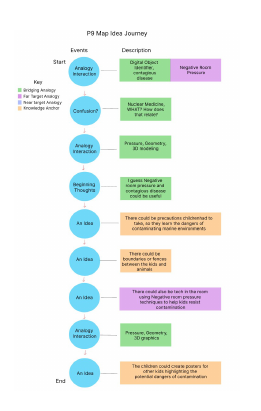 P9 Map Idea Journey
Events
Description
Start
Key
Bridging Analogy
Far Target Analogy
Near target Analogy
Knowledge Anchor
Analogy
Interaction
Digital Object
Identifier,
contagious
disease
Negative Room
Pressure
Confusion?
Nuclear Medicine,
WHAT? How does
that relate?
Analogy
Interaction
Pressure, Geometry,
3D modeling
Beginning
Thoughts
I guess Negative
room pressure and
contagious disease
could be useful
An Idea
There could be precautions children had to
take, so they learn the dangers of
contaminating marine environments
An Idea
There could be
boundaries or fences
between the kids and
animals
An idea
There could also be tech in the room
using Negative room pressure
techniques to help kids resist
contamination
Analogy
Interaction
Pressure, Geometry,
3D graphics
End
An Idea
The children could create posters for
other kids highlighting the
potential dangers of contamination